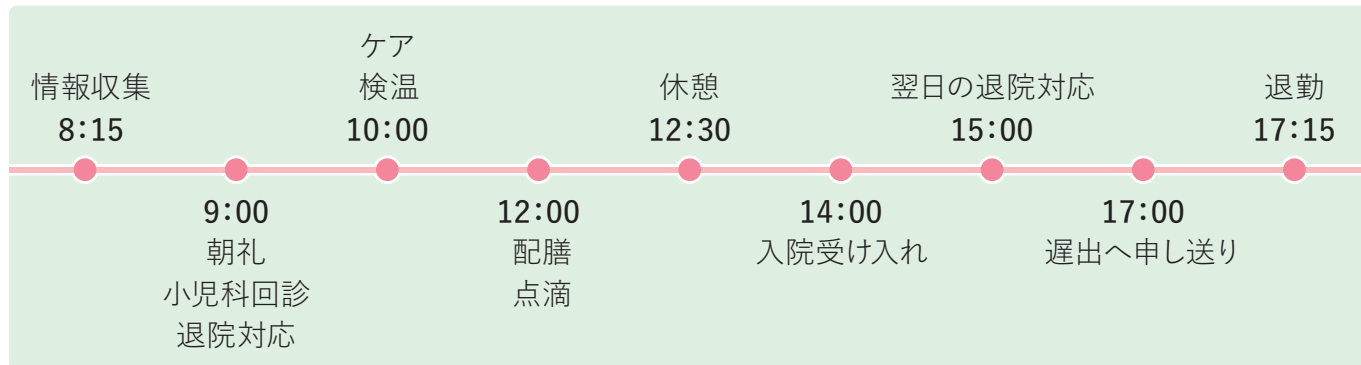 情報収集
8:15
9:00
朝礼
小児科回診
退院対応
ケア
検温
10:00
12:00
配膳
点滴
休憩
12:30
14:00
入院受け入れ
翌日の退院対応
15:00
17:00
遅出へ申し送り
退勤
17:15